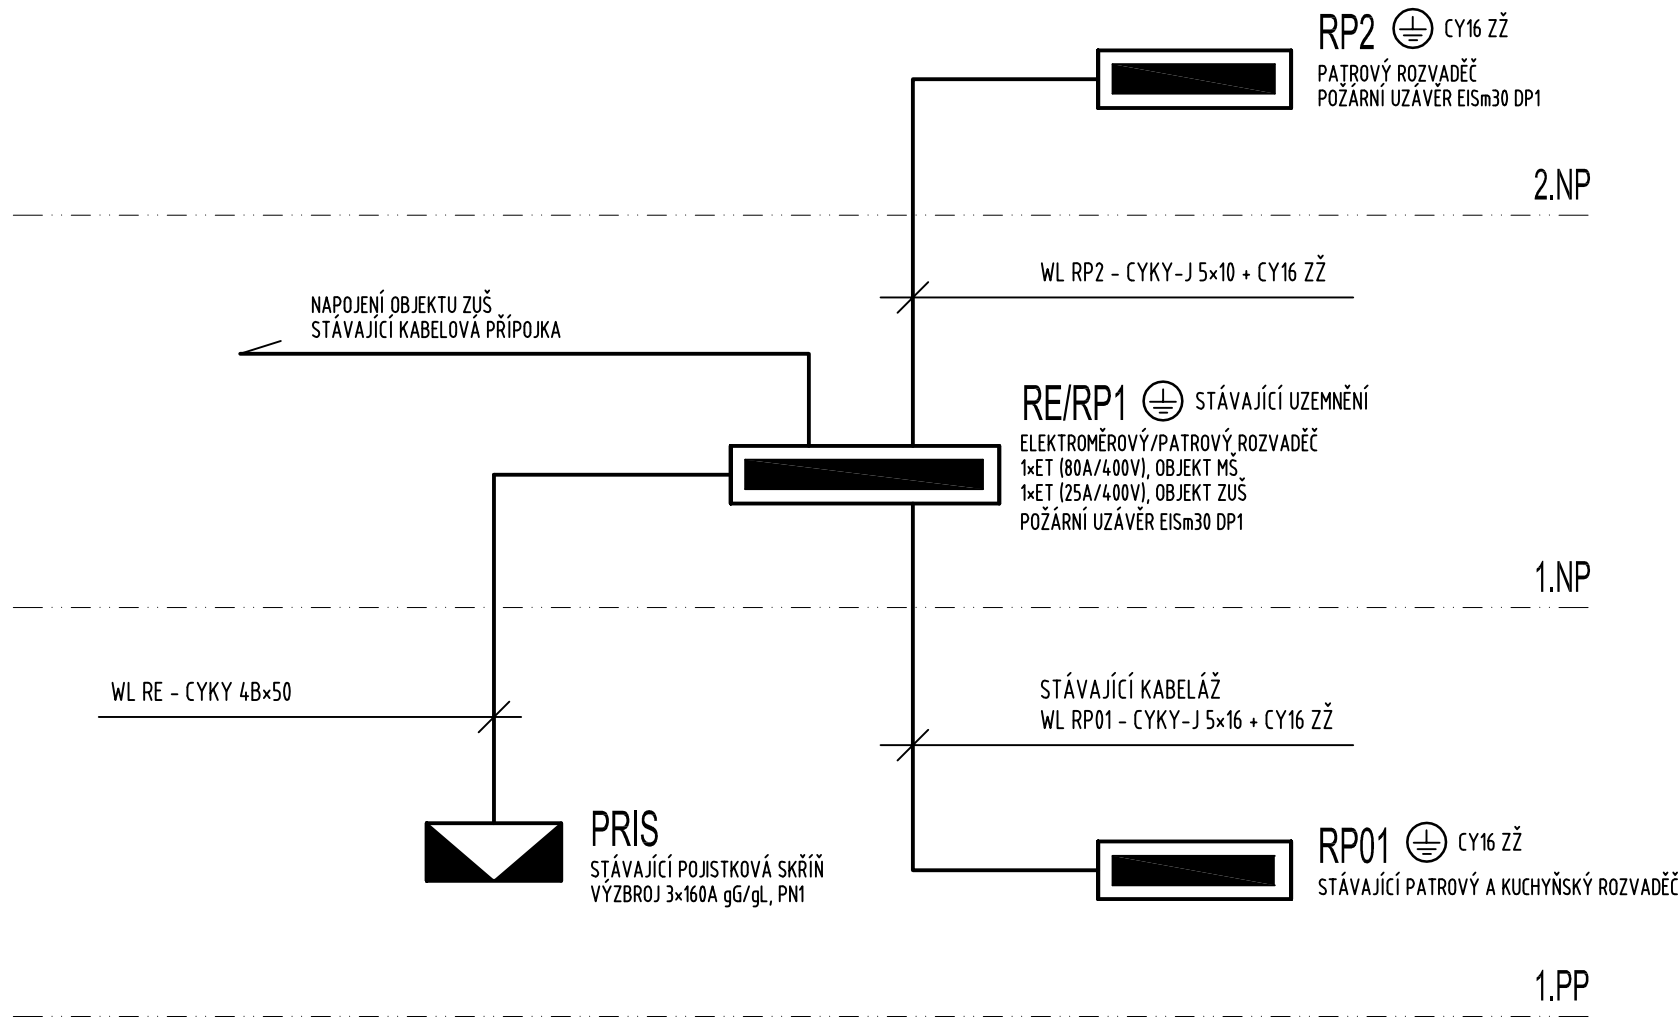 RP2 CY16 ZŽ
PATROVÝ ROZVADĚČ
POŽÁRNÍ UZÁVĚR EISm30 DP1
2.NP
WL RP2 - CYKY-J 5×10 + CY16 ZŽ
NAPOJENÍ OBJEKTU ZUŠ
STÁVAJÍCÍ KABELOVÁ PŘÍPOJKA
RE/RP1 STÁVAJÍCÍ UZEMNĚNÍ
ELEKTROMĚROVÝ/PATROVÝ ROZVADĚČ
1×ET (80A/400V), OBJEKT MŠ
1×ET (25A/400V), OBJEKT ZUŠ
POŽÁRNÍ UZÁVĚR EISm30 DP1
1.NP
WL RE - CYKY 4B×50
STÁVAJÍCÍ KABELÁŽ
WL RP01 - CYKY-J 5×16 + CY16 ZŽ
PRIS
STÁVAJÍCÍ POJISTKOVÁ SKŘÍŇ
VÝZBROJ 3×160A gG/gL, PN1
RP01 CY16 ZŽ
STÁVAJÍCÍ PATROVÝ A KUCHYŇSKÝ ROZVADĚČ
1.PP